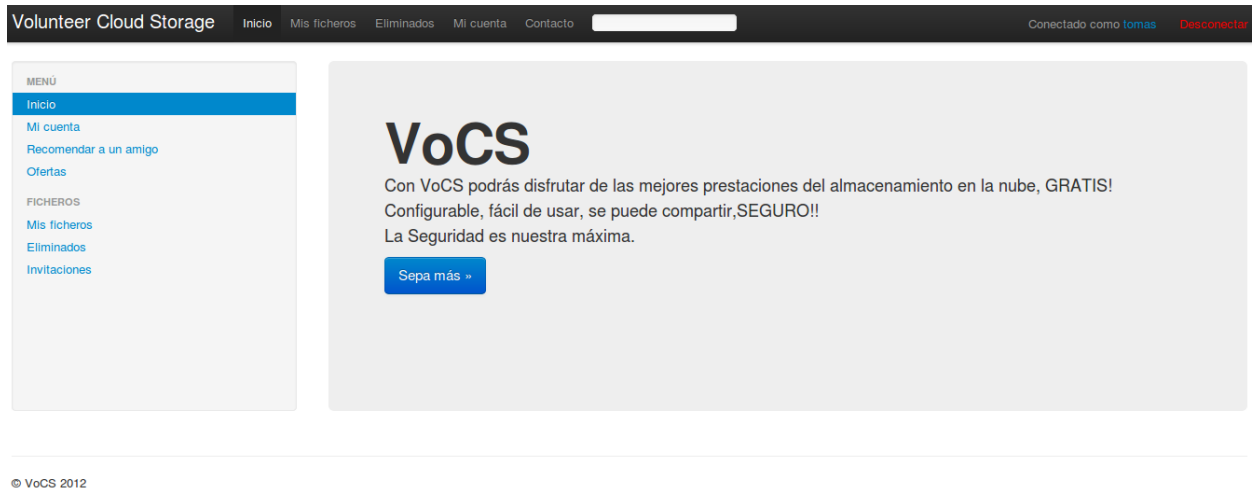 Volunteer Cloud Storage Inicio Mis ficheros Eliminados Mi cuenta Contacto Conectado como tomas Desconectar
MENÚ
Inicio
Mi cuenta
Recomendar a un amigo
Ofertas
FICHEROS
Mis ficheros
Eliminados
Invitaciones
VoCS
Con VoCS podrás disfrutar de las mejores prestaciones del almacenamiento en la nube, GRATIS!
Configurable, fácil de usar, se puede compartir,SEGURO!!
La Seguridad es nuestra máxima.
Sepa más »
© VoCS 2012